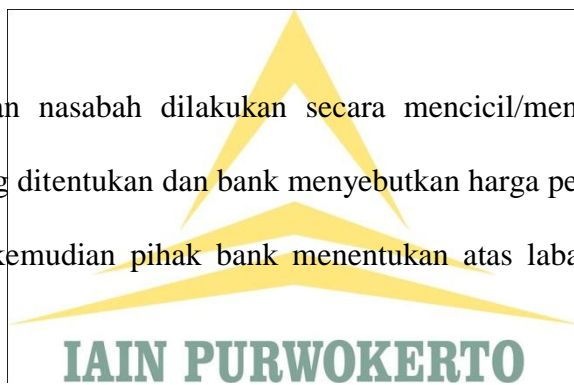 nasabah dilakukan secara mencicil/men
ditentukan dan bank menyebutkan harga pe
kemudian pihak bank menentukan atas laba
IAIN PURWOKERTO